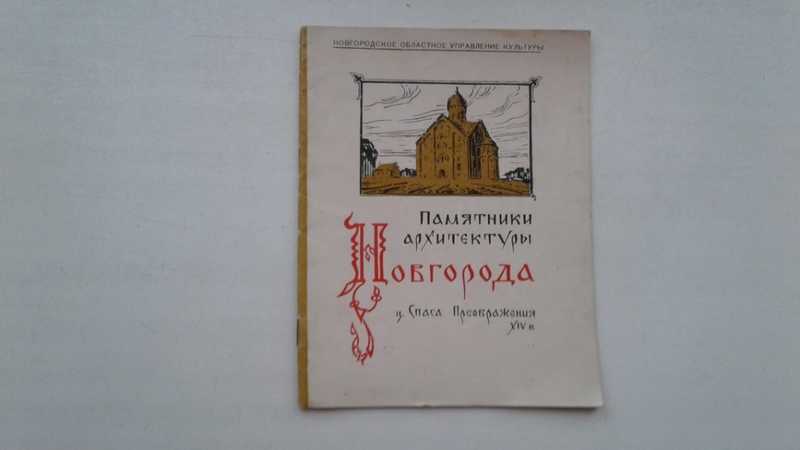 НОВГОРОДСКОЕ ОБЛАСТНОЕ УПРАВЛЕНИЕ КУЛЬТУРЫ
Памятники
архитектуры
Новгорода
ц. Спаса Преображения
XIV в.